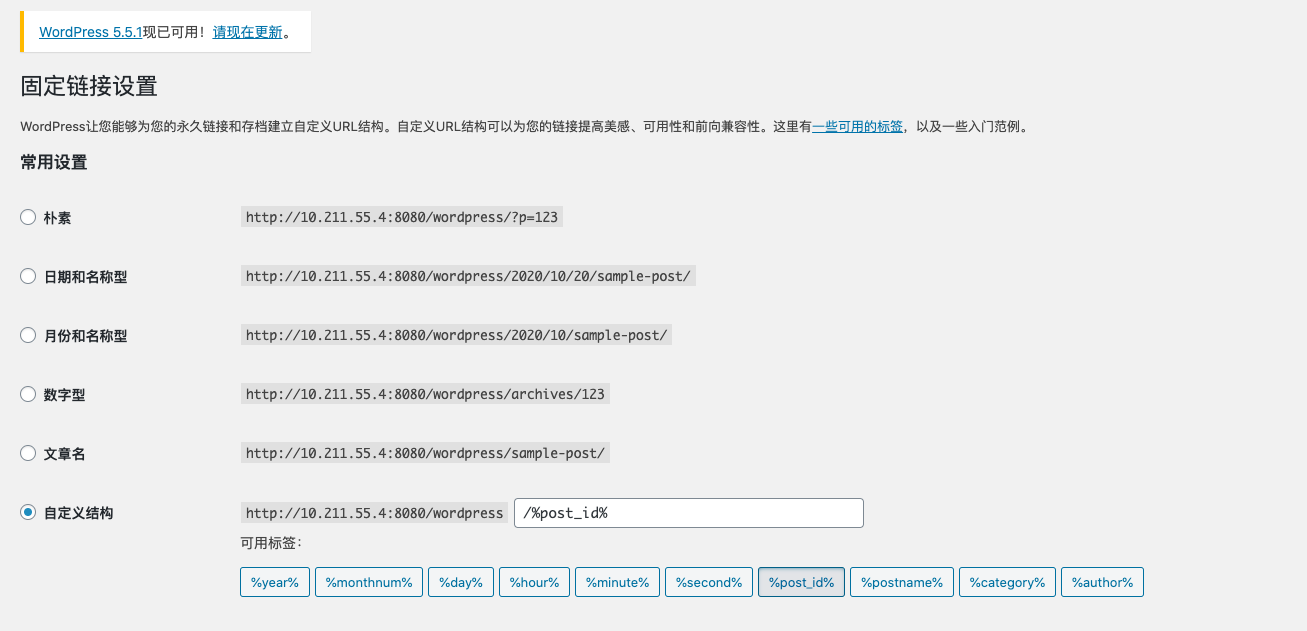 WordPress 5.5.1现已可用！请现在更新。
固定链接设置
WordPress让您能够为您的永久链接和存档建立自定义URL结构。自定义URL结构可以为您的链接提高美感、可用性和前向兼容性。这里有一些可用的标签，以及一些入门范例。
常用设置
朴素 http://10.211.55.4:8080/wordpress/?p=123
日期和名称型 http://10.211.55.4:8080/wordpress/2020/10/20/sample-post/
月份和名称型 http://10.211.55.4:8080/wordpress/2020/10/sample-post/
数字型 http://10.211.55.4:8080/wordpress/archives/123
文章名 http://10.211.55.4:8080/wordpress/sample-post/
自定义结构 http://10.211.55.4:8080/wordpress /%post_id%
可用标签：
%year% %monthnum% %day% %hour% %minute% %second% %post_id% %postname% %category% %author%